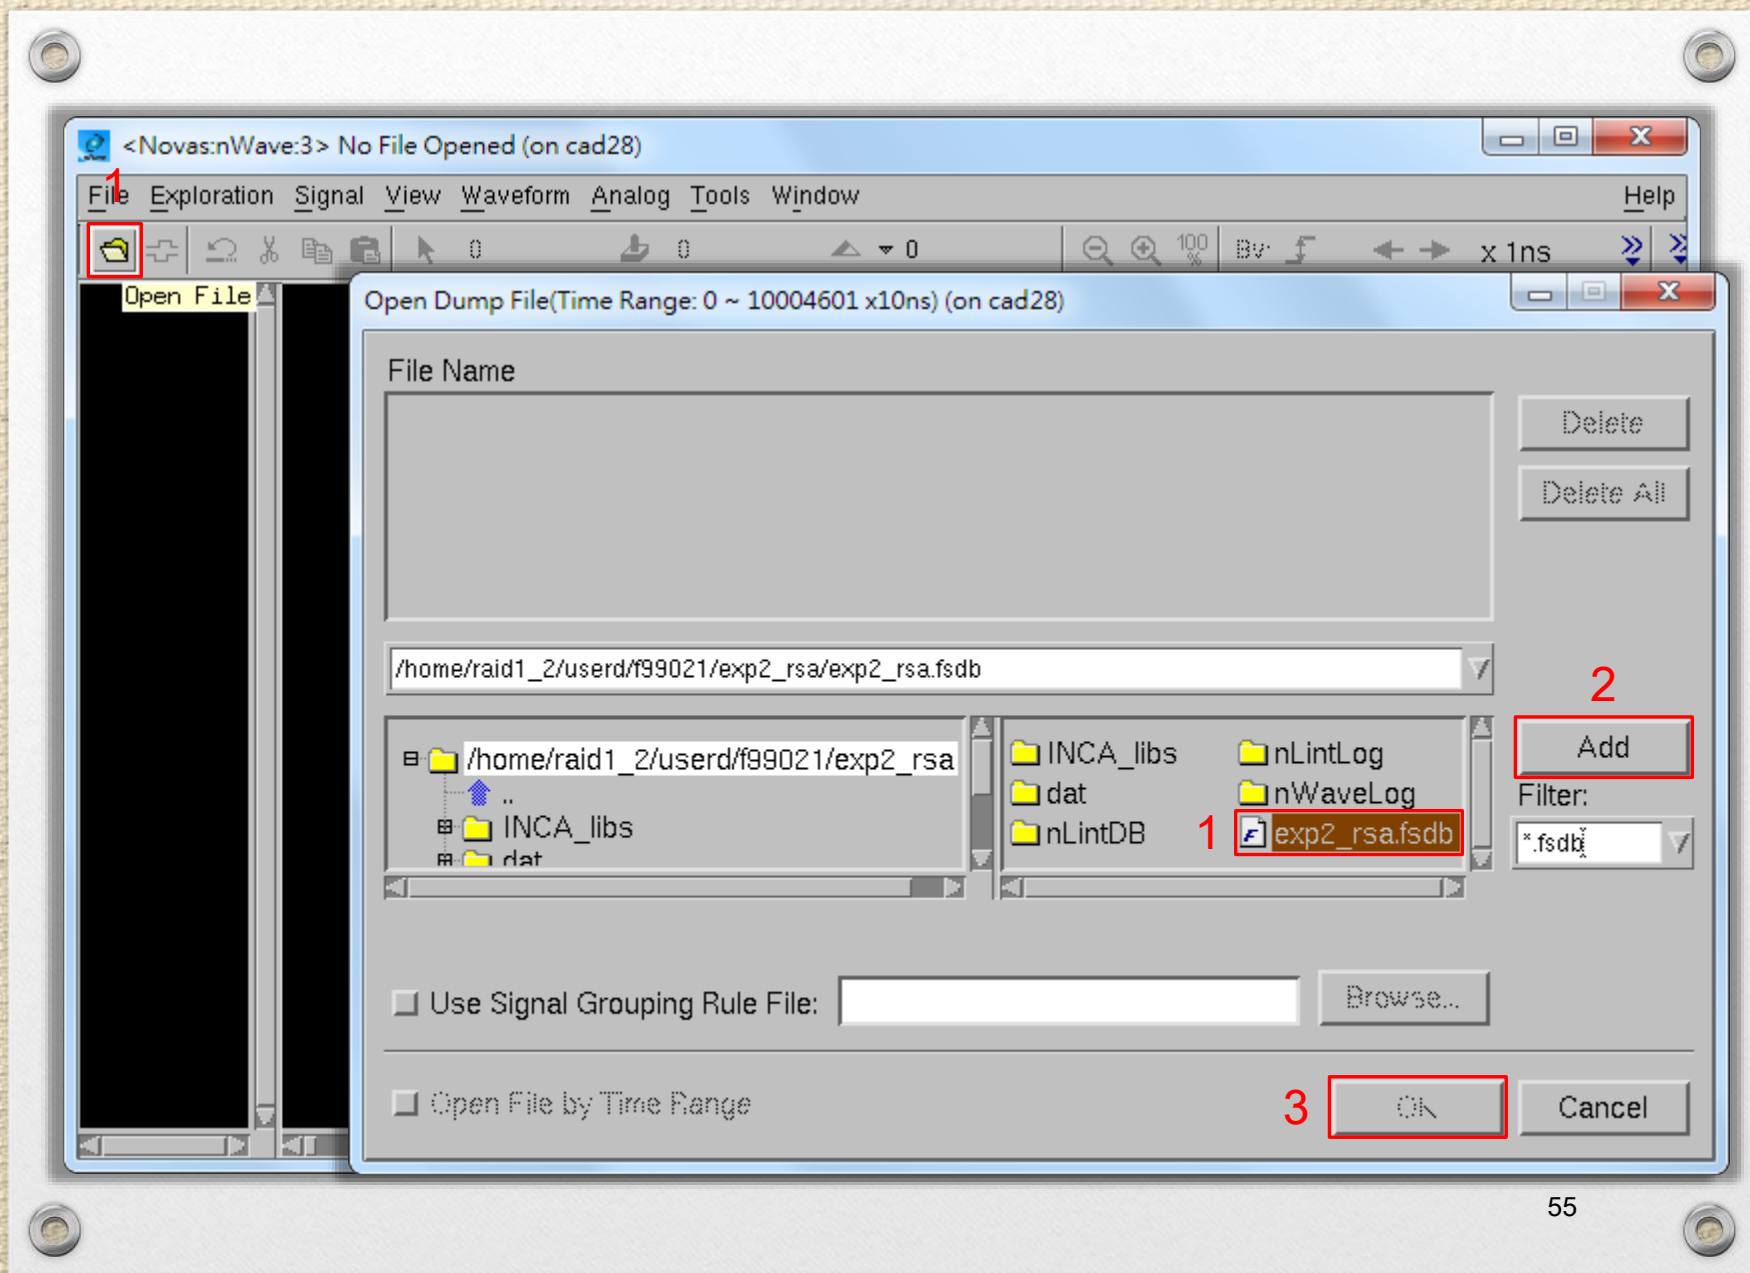 <Novas:nWave:3> No File Opened (on cad28)
1
File Exploration Signal View Waveform Analog Tools Window Help
0 0 0 100 % By: x 1ns
Open File
Open Dump File(Time Range: 0 ~ 10004601 x10ns) (on cad28)
File Name
Delete
Delete All
/home/raid1_2/userd/f99021/exp2_rsa/exp2_rsa.fsdb
2
/home/raid1_2/userd/f99021/exp2_rsa
..
INCA_libs
dat
INCA_libs nLintLog
dat nWaveLog
nLintDB 1 exp2_rsa.fsdb
Add
Filter:
*.fsdb
Use Signal Grouping Rule File: Browse...
Open File by Time Range
3 OK Cancel
55